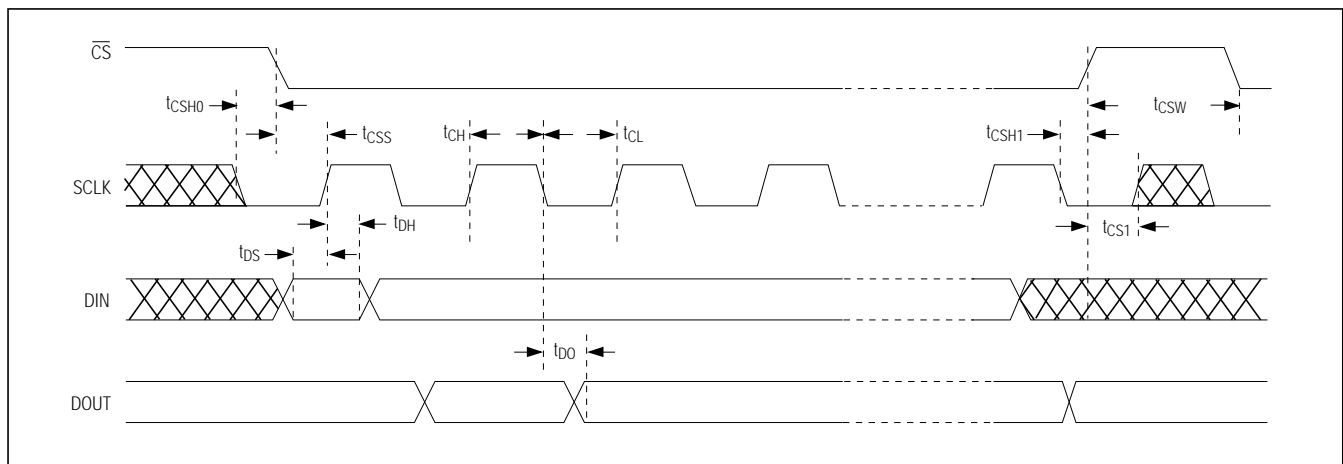 CS
tCSH0
tCSS
tCH
tCL
tCSH1
tCSW
SCLK
tDH
tCS1
tDS
DIN
tDO
DOUT